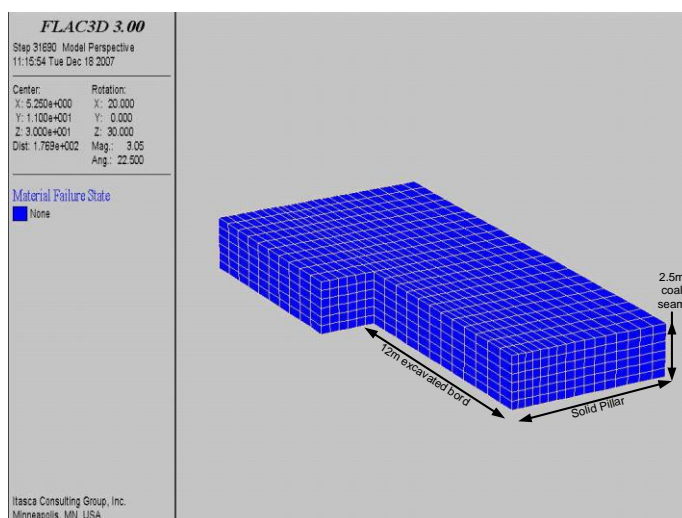 FLAC3D 3.00
Step 31690 Model Perspective
11:15:54 Tue Dec 18 2007
Center:
X: 5.250e+000
Y: 1.100e+001
Z: 3.000e+001
Dist: 1.769e+002
Rotation:
X: 20.000
Y: 0.000
Z: 30.000
Mag.: 3.05
Ang.: 22.500
Material Failure State
None
2.5m
coal
seam
12m excavated bord
Solid Pillar
Itasca Consulting Group, Inc.
Minneapolis, MN USA